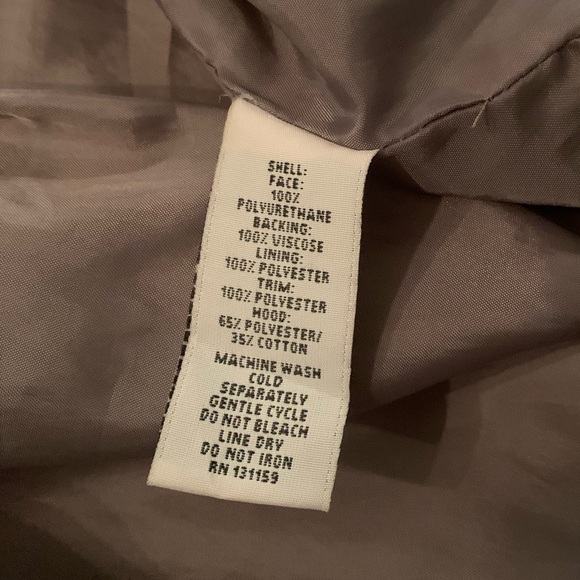 SHELL:
FACE:
100%
POLYURETHANE
BACKING:
100% VISCOSE
LINING:
100% POLYESTER
TRIM:
100% POLYESTER
HOOD:
65% POLYESTER/
35% COTTON
MACHINE WASH
COLD
SEPARATELY
GENTLE CYCLE
DO NOT BLEACH
LINE DRY
DO NOT IRON
RN 131159